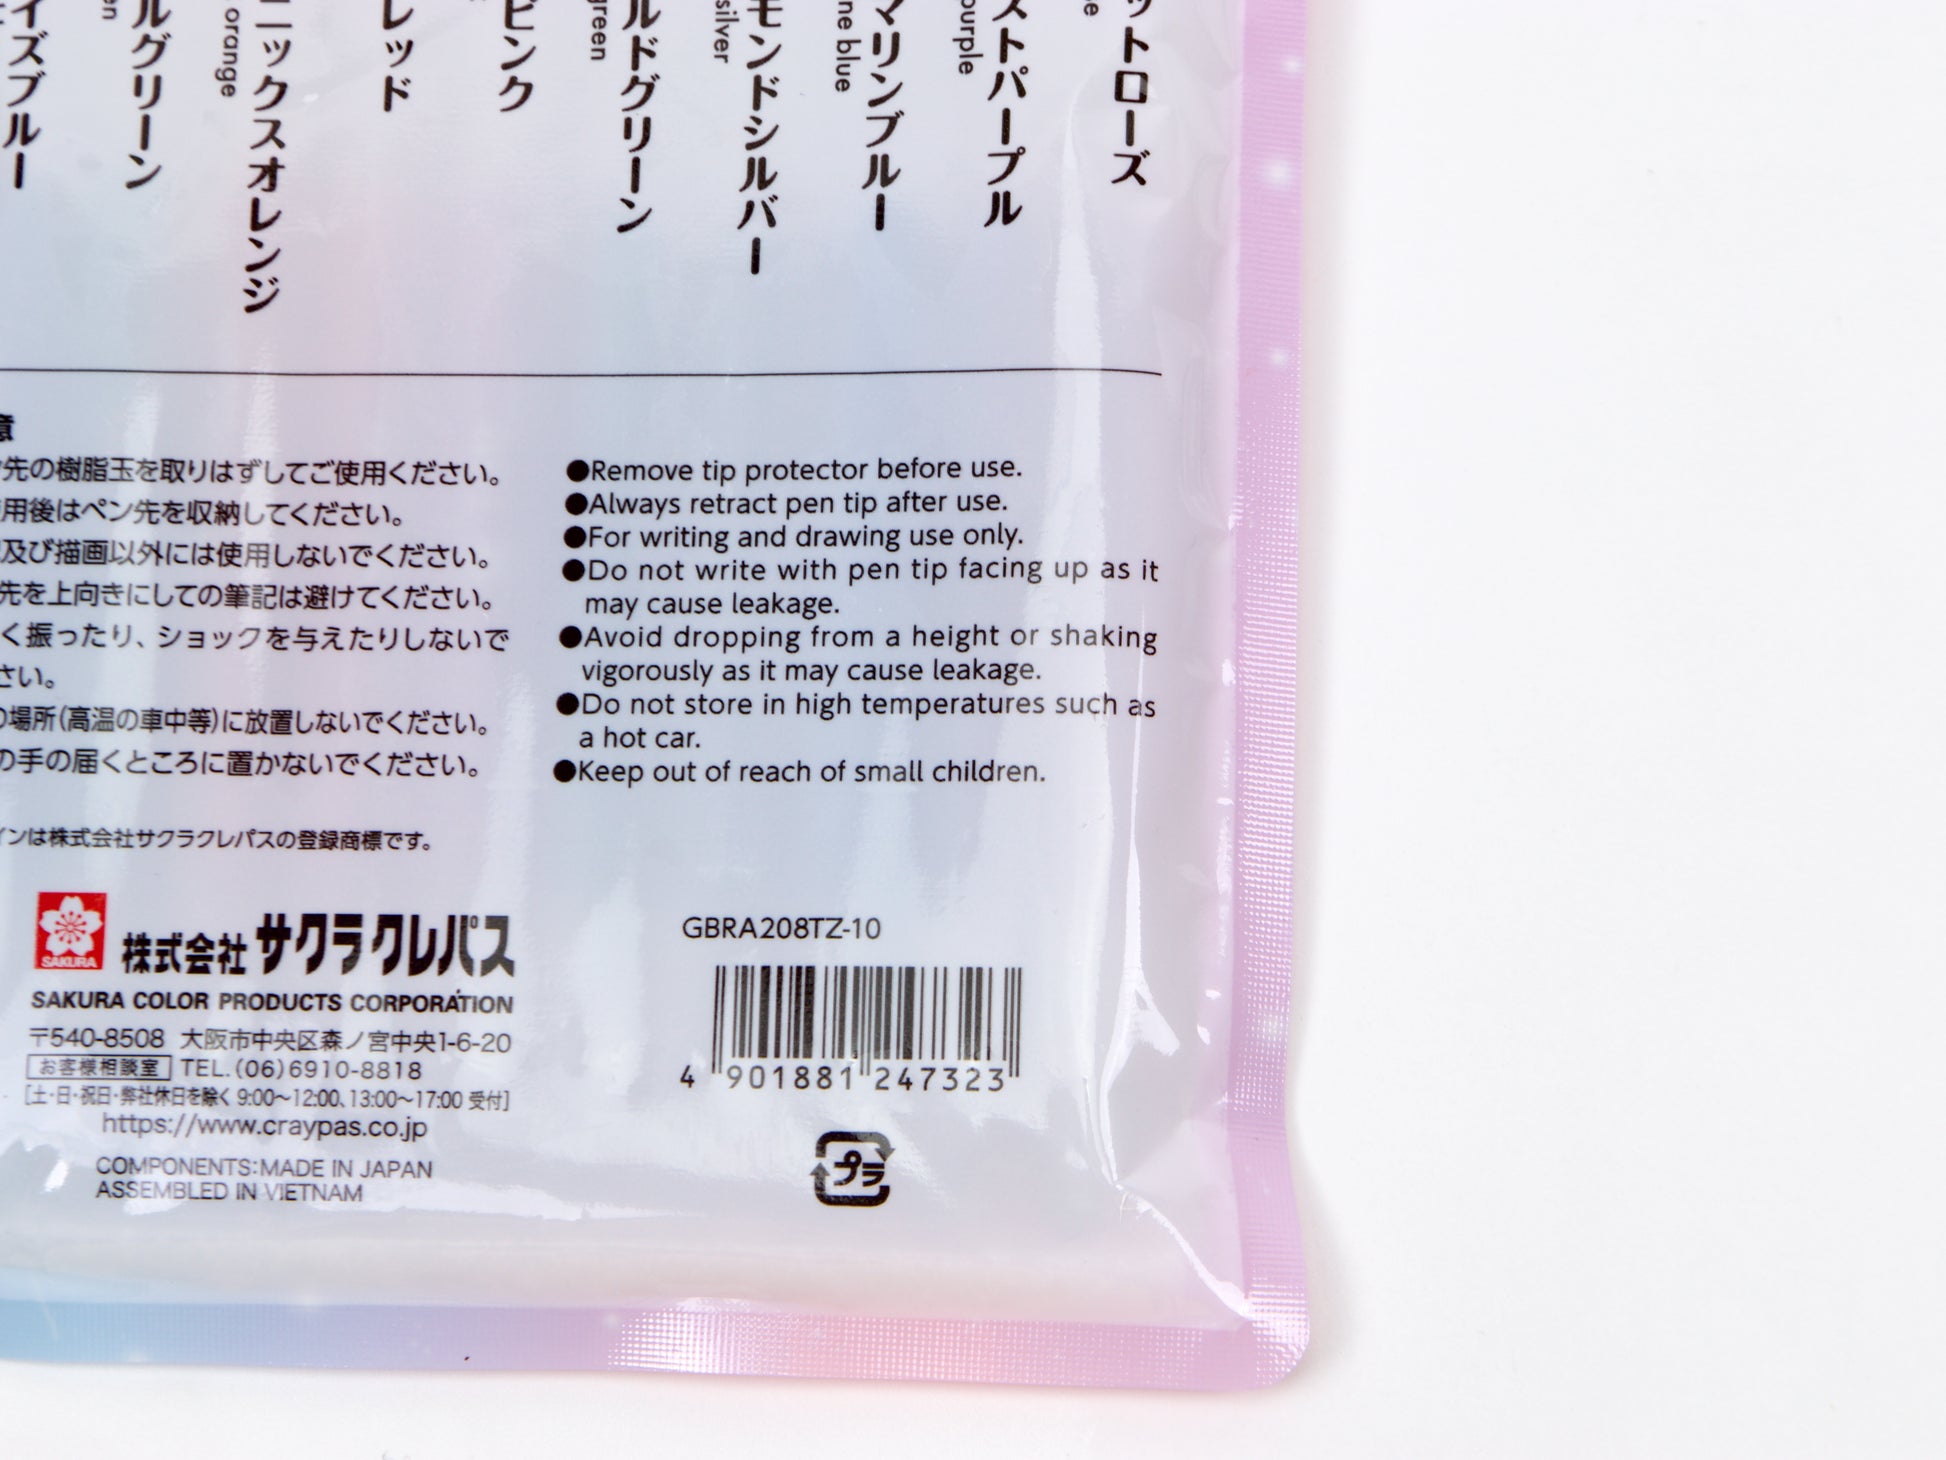 ットローズ
ストパープル
purple
マリンブルー
ne blue
モンドシルバー
silver
ルドグリーン
green
ピンク
レッド
ニックスオレンジ
orange
ルグリーン
en
イズブルー
意
先の樹脂玉を取りはずしてご使用ください。
用後はペン先を収納してください。
及び描画以外には使用しないでください。
先を上向きにしての筆記は避けてください。
く振ったり、ショックを与えたりしないで
さい。
の場所(高温の車中等)に放置しないでください。
の手の届くところに置かないでください。
インは株式会社サクラクレパスの登録商標です。
●Remove tip protector before use.
●Always retract pen tip after use.
●For writing and drawing use only.
●Do not write with pen tip facing up as it
may cause leakage.
●Avoid dropping from a height or shaking
vigorously as it may cause leakage.
●Do not store in high temperatures such as
a hot car.
●Keep out of reach of small children.
SAKURA
株式会社サクラクレパス
SAKURA COLOR PRODUCTS CORPORATION
〒540-8508 大阪市中央区森ノ宮中央1-6-20
お客様相談室 TEL.(06)6910-8818
[土・日・祝日・弊社休日を除く 9:00〜12:00、13:00〜17:00 受付]
https://www.craypas.co.jp
COMPONENTS:MADE IN JAPAN
ASSEMBLED IN VIETNAM
GBRA208TZ-10
4 901881 247323
プラ